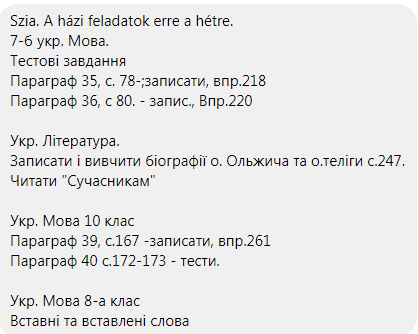 Szia. A házi feladatok erre a hétre.
7-6 укр. Мова.
Тестові завдання
Параграф 35, с. 78-;записати, впр.218
Параграф 36, с 80. - запис., Впр.220
Укр. Література.
Записати і вивчити біографії о. Ольжича та о.теліги с.247.
Читати "Сучасникам"
Укр. Мова 10 клас
Параграф 39, с.167 -записати, впр.261
Параграф 40 с.172-173 - тести.
Укр. Мова 8-а клас
Вставні та вставлені слова